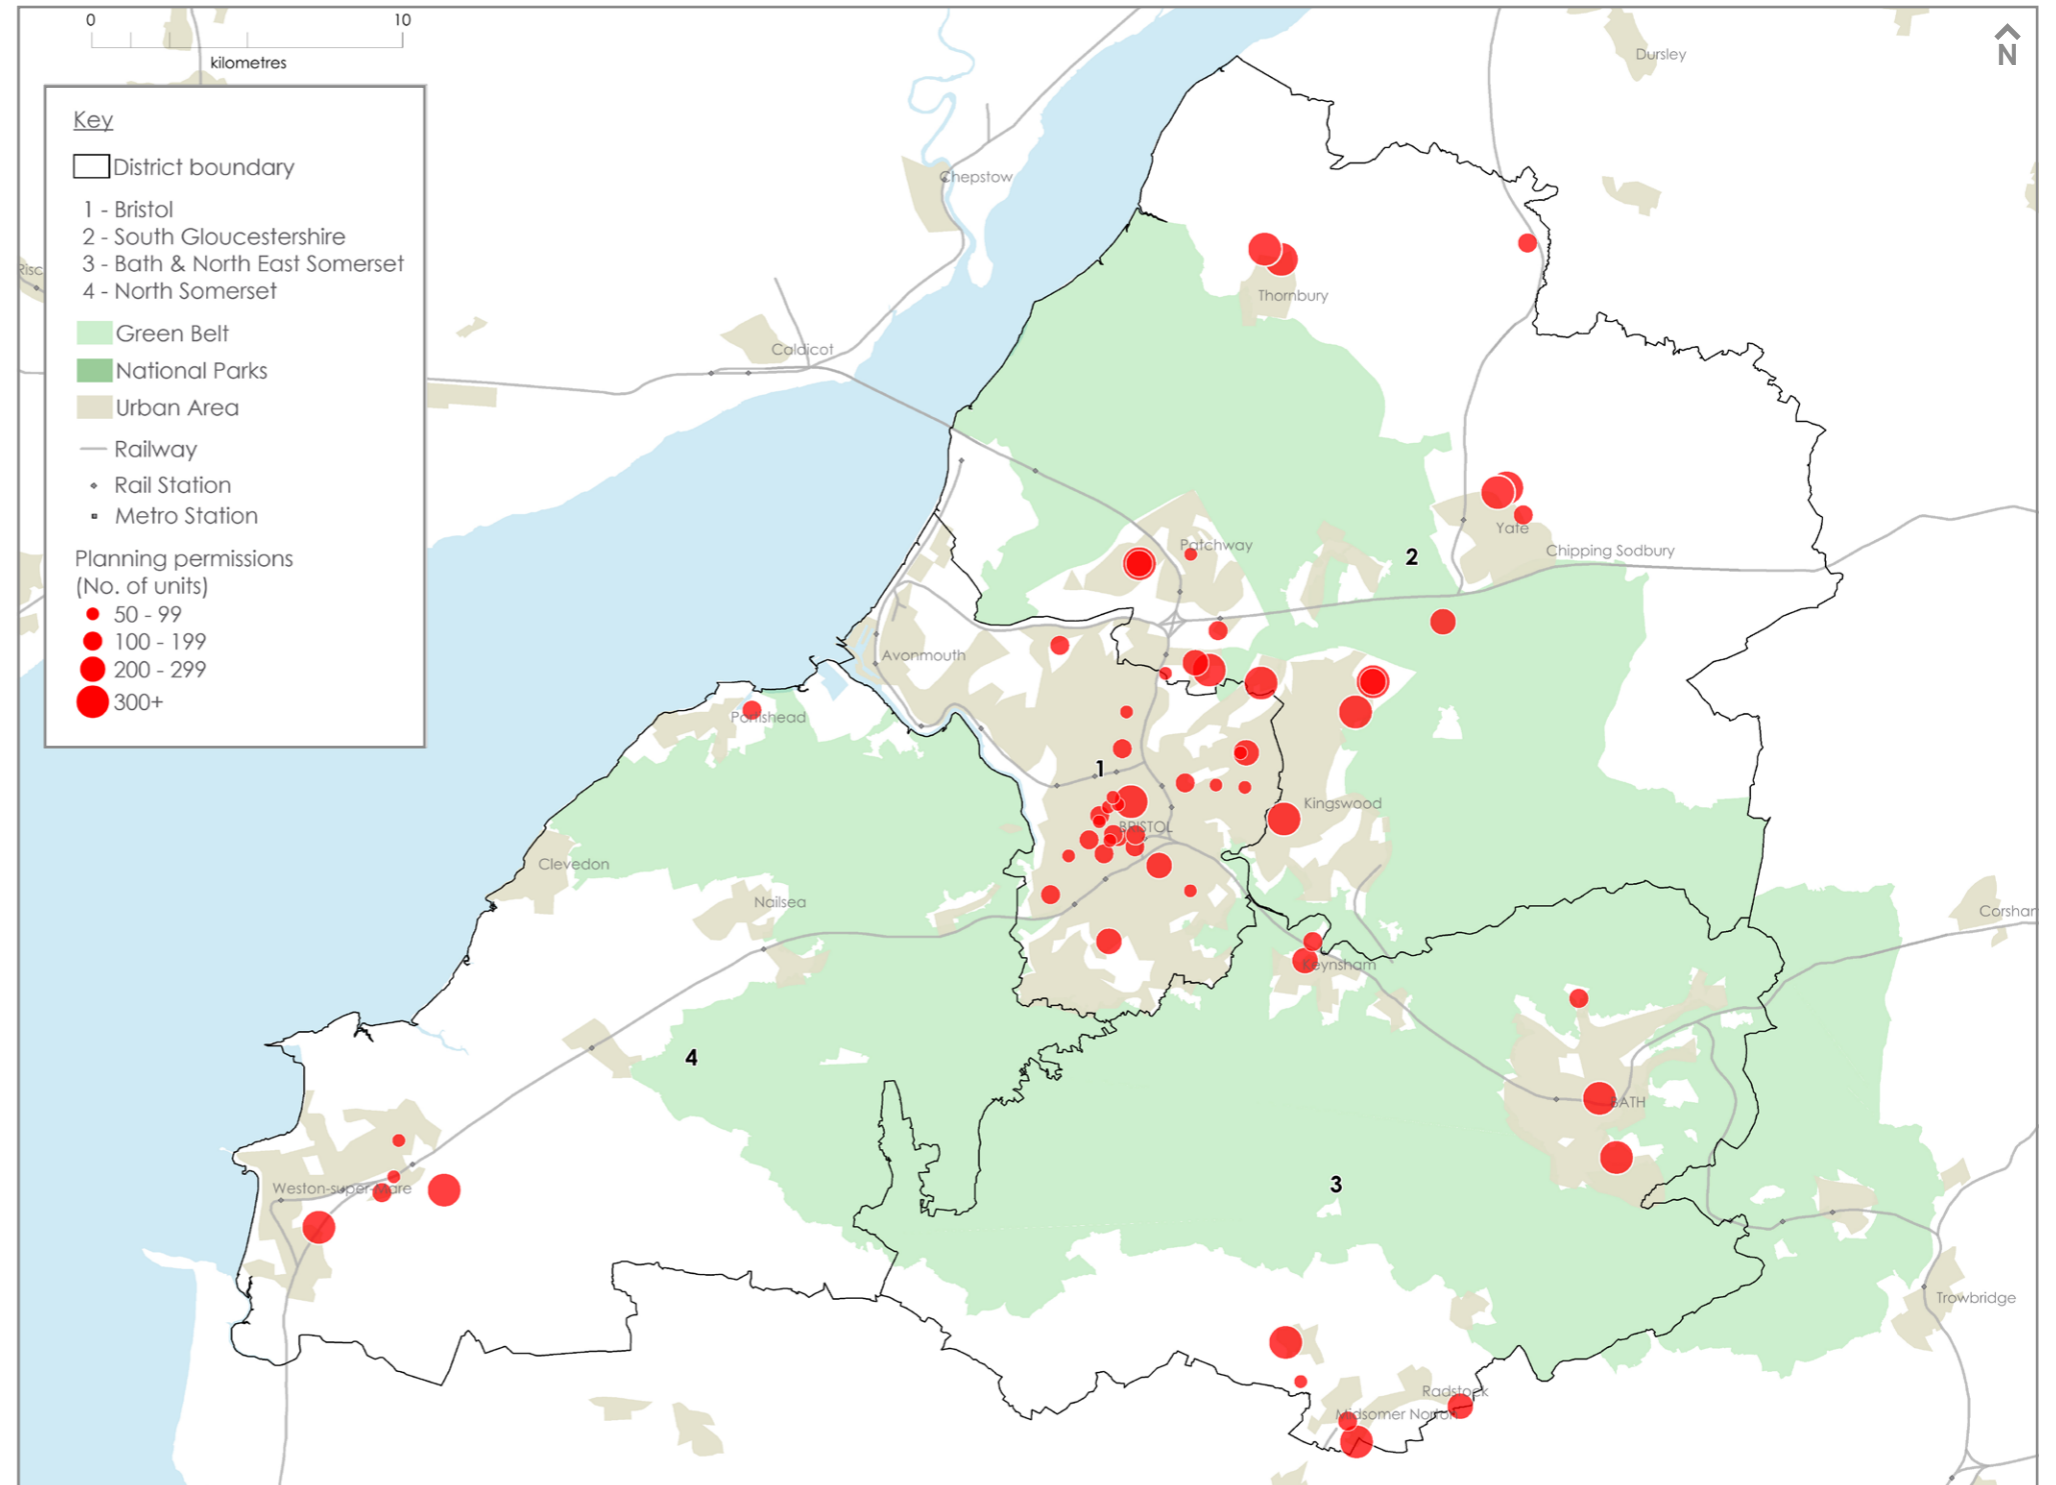 0 10
kilometres
N
Key
District boundary
1 - Bristol
2 - South Gloucestershire
3 - Bath & North East Somerset
4 - North Somerset
Green Belt
National Parks
Urban Area
Railway
Rail Station
Metro Station
Planning permissions
(No. of units)
50 - 99
100 - 199
200 - 299
300+
Dursley
Chepstow
Risc
Thornbury
Caldicot
Patchway
Yate
2
Chipping Sodbury
Avonmouth
Portishead
1
Kingswood
BRISTOL
Clevedon
Nailsea
Corshar
Keynsham
4
BATH
3
Weston-super-Mare
Trowbridge
Radstock
Midsomer Norton